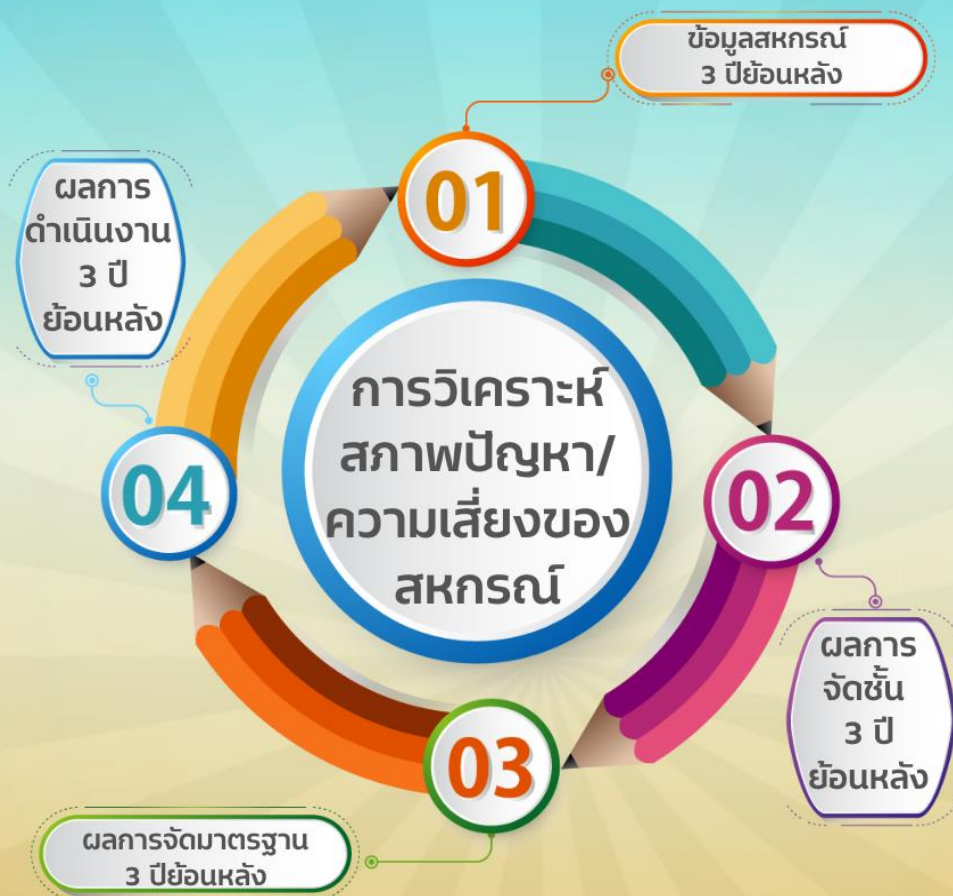 ข้อมูลสหกรณ์
3 ปีย้อนหลัง
01
ผลการ
ดำเนินงาน
3 ปี
ย้อนหลัง
การวิเคราะห์
สภาพปัญหา/
ความเสี่ยงของ
สหกรณ์
04
02
ผลการ
จัดชั้น
3 ปี
ย้อนหลัง
03
ผลการจัดมาตรฐาน
3 ปีย้อนหลัง